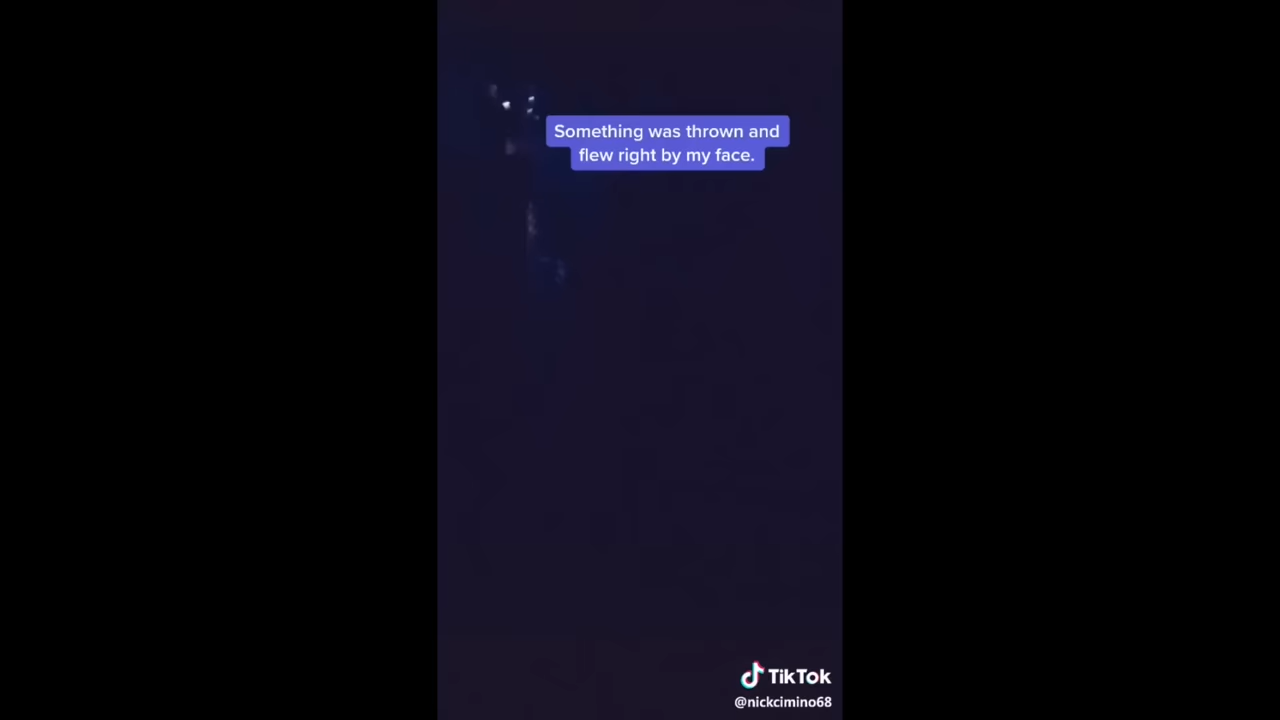 Something was thrown and
flew right by my face.
TikTok
@nickcimino68